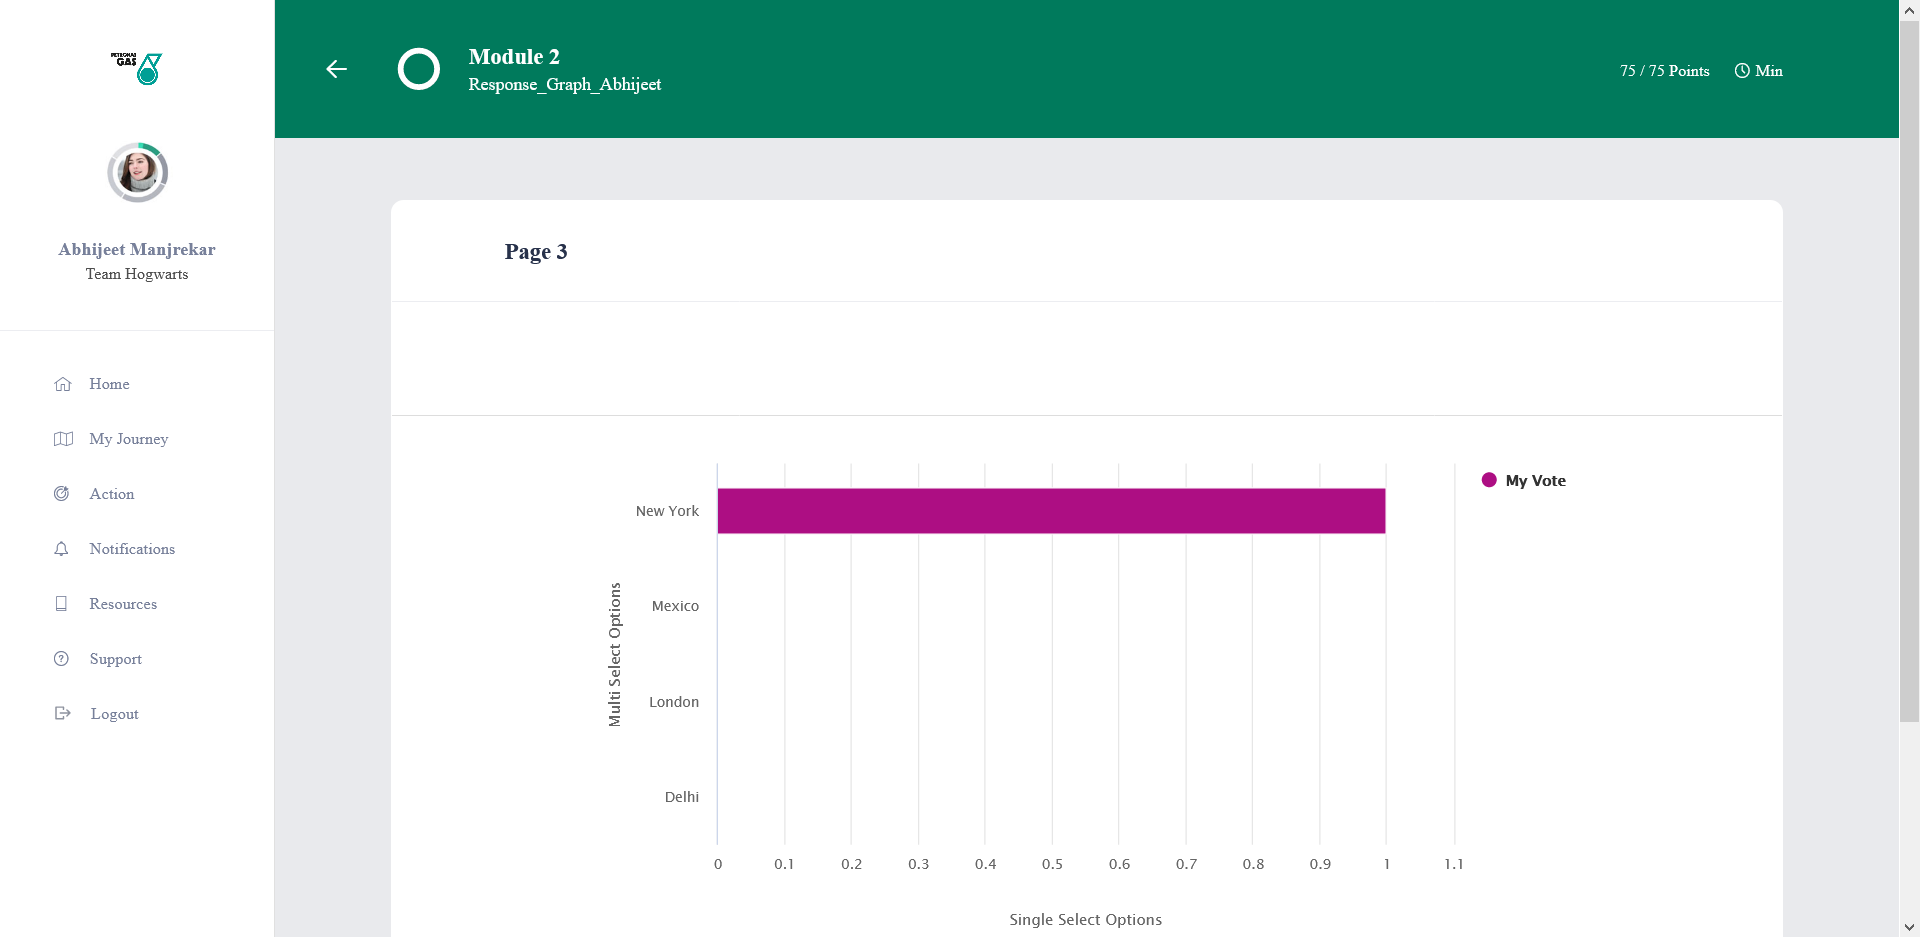 PETRONAS
GAS
Abhijeet Manjrekar
Team Hogwarts
Home
My Journey
Action
Notifications
Resources
Support
Logout
Module 2
Response_Graph_Abhijeet
75 / 75 Points
Min
Page 3
My Vote
Multi Select Options
New York
Mexico
London
Delhi
0 0.1 0.2 0.3 0.4 0.5 0.6 0.7 0.8 0.9 1 1.1
Single Select Options